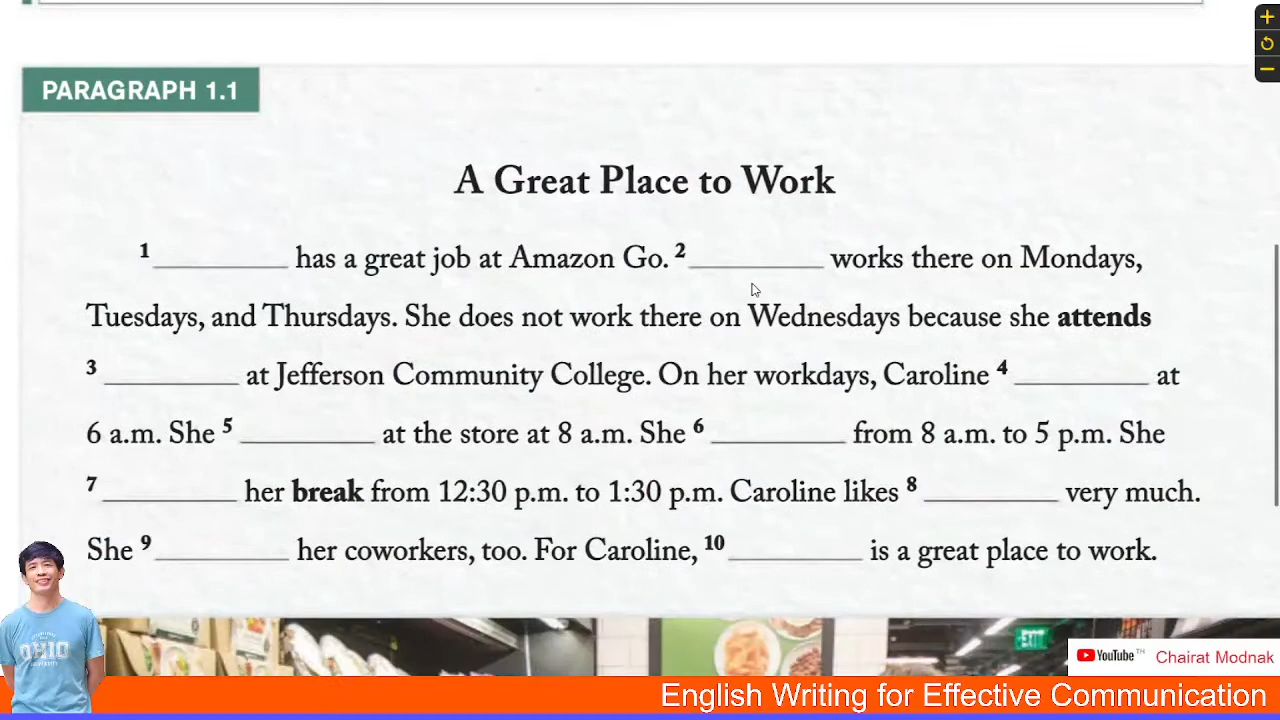 PARAGRAPH 1.1
A Great Place to Work
1 __________ has a great job at Amazon Go. 2 __________ works there on Mondays,
Tuesdays, and Thursdays. She does not work there on Wednesdays because she attends
3 __________ at Jefferson Community College. On her workdays, Caroline 4 __________ at
6 a.m. She 5 __________ at the store at 8 a.m. She 6 __________ from 8 a.m. to 5 p.m. She
7 __________ her break from 12:30 p.m. to 1:30 p.m. Caroline likes 8 __________ very much.
She 9 __________ her coworkers, too. For Caroline, 10 __________ is a great place to work.
OHIO
EXIT
YouTube TH Chairat Modnak
English Writing for Effective Communication